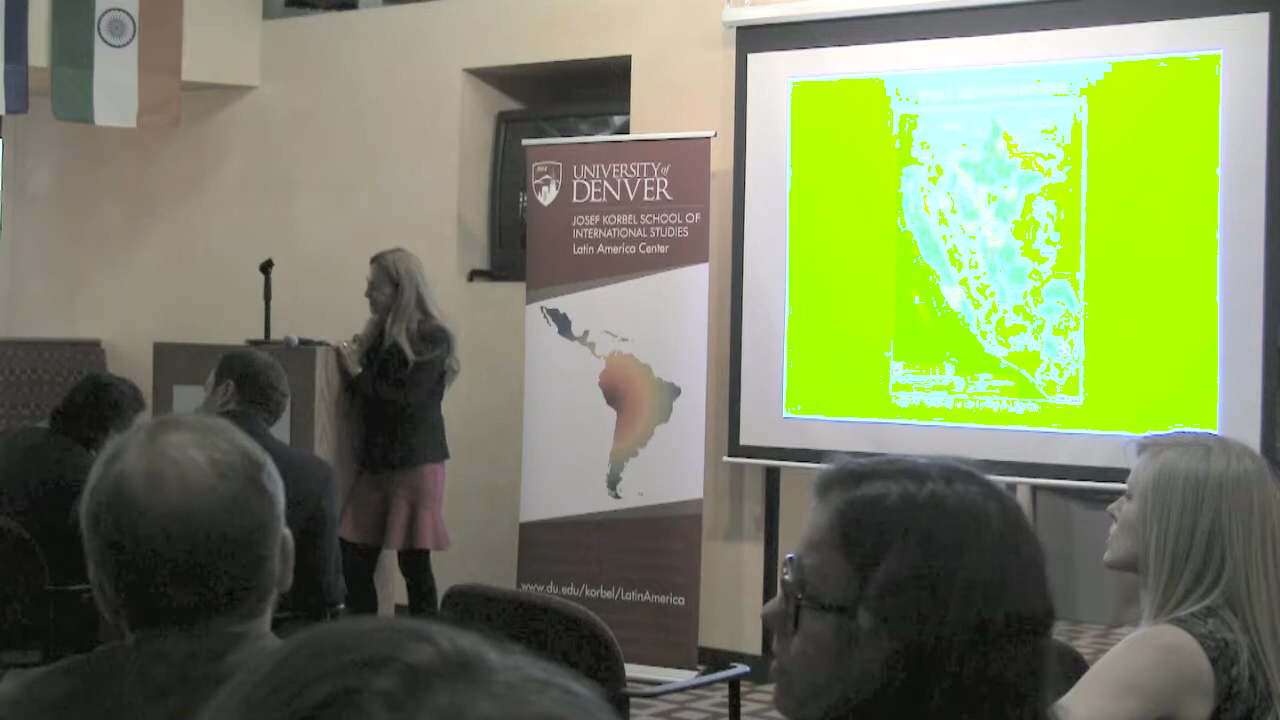 UNIVERSITY of
DENVER
JOSEF KORBEL SCHOOL OF
INTERNATIONAL STUDIES
Latin America Center
www.du.edu/korbel/LatinAmerica